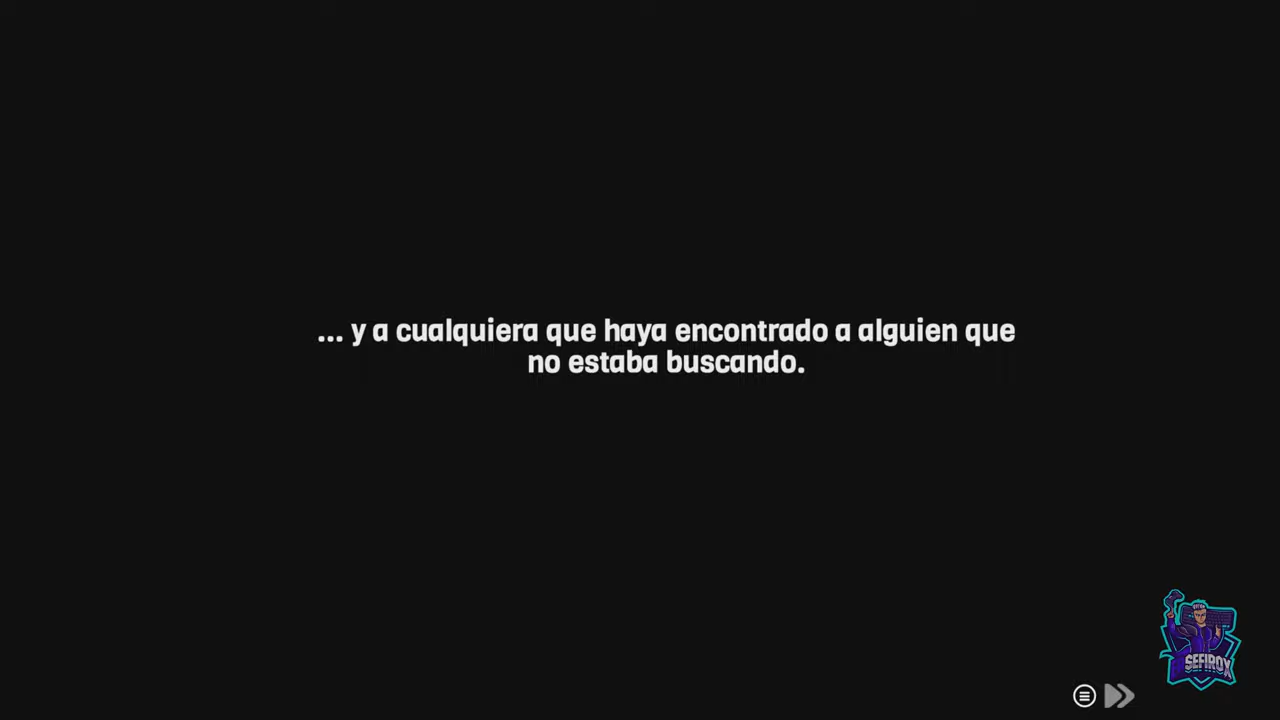 ... y a cualquiera que haya encontrado a alguien que
no estaba buscando.
SEFIROX